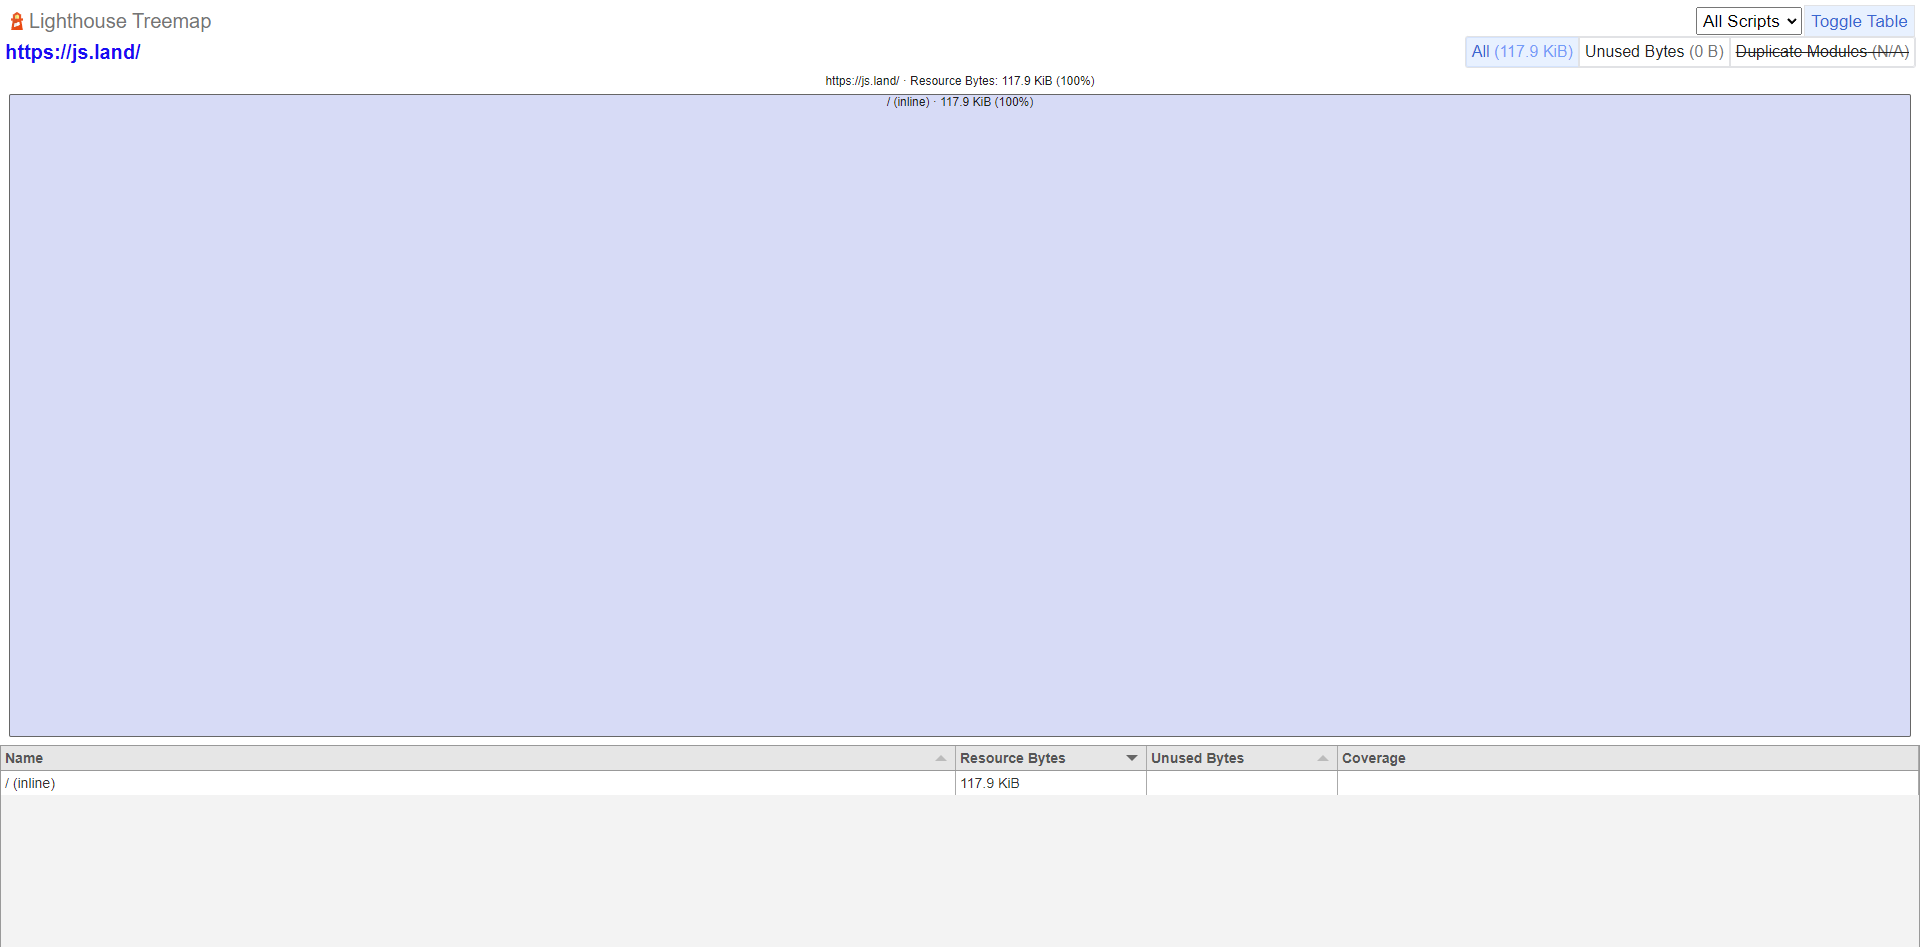 Lighthouse Treemap
All Scripts
Toggle Table
https://js.land/
All (117.9 KiB)
Unused Bytes (0 B)
Duplicate Modules (N/A)
https://js.land/ · Resource Bytes: 117.9 KiB (100%)
/ (inline) · 117.9 KiB (100%)
Name
Resource Bytes
Unused Bytes
Coverage
/ (inline)
117.9 KiB